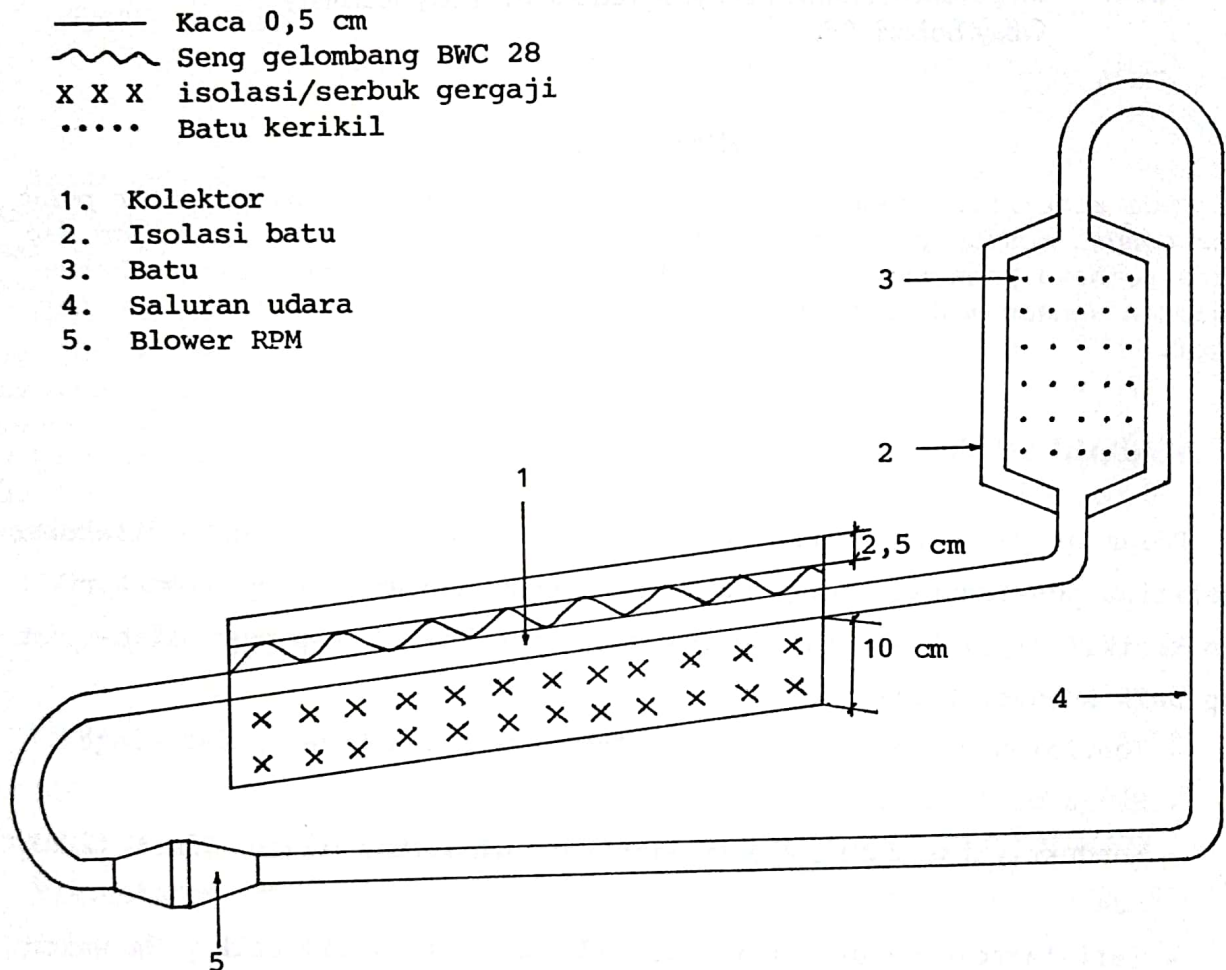 Kaca 0,5 cm
Seng gelombang BWC 28
X X X isolasi/serbuk gergaji
Batu kerikil
1. Kolektor
2. Isolasi batu
3. Batu
4. Saluran udara
5. Blower RPM
3
2
1
2,5 cm
10 cm
4
5